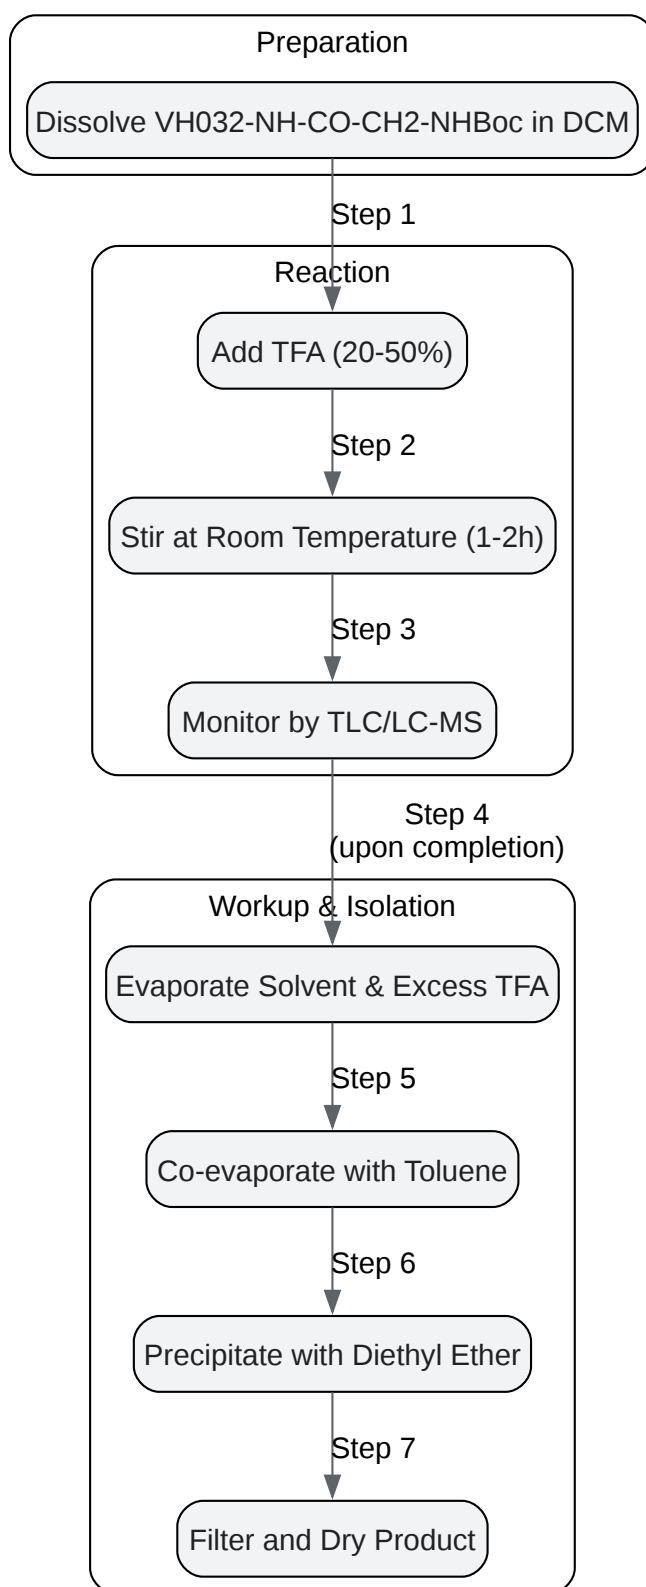 Preparation
Dissolve VH032-NH-CO-CH2-NHBoc in DCM
Step 1
Reaction
Add TFA (20-50%)
Step 2
Stir at Room Temperature (1-2h)
Step 3
Monitor by TLC/LC-MS
Step 4
(upon completion)
Workup & Isolation
Evaporate Solvent & Excess TFA
Step 5
Co-evaporate with Toluene
Step 6
Precipitate with Diethyl Ether
Step 7
Filter and Dry Product